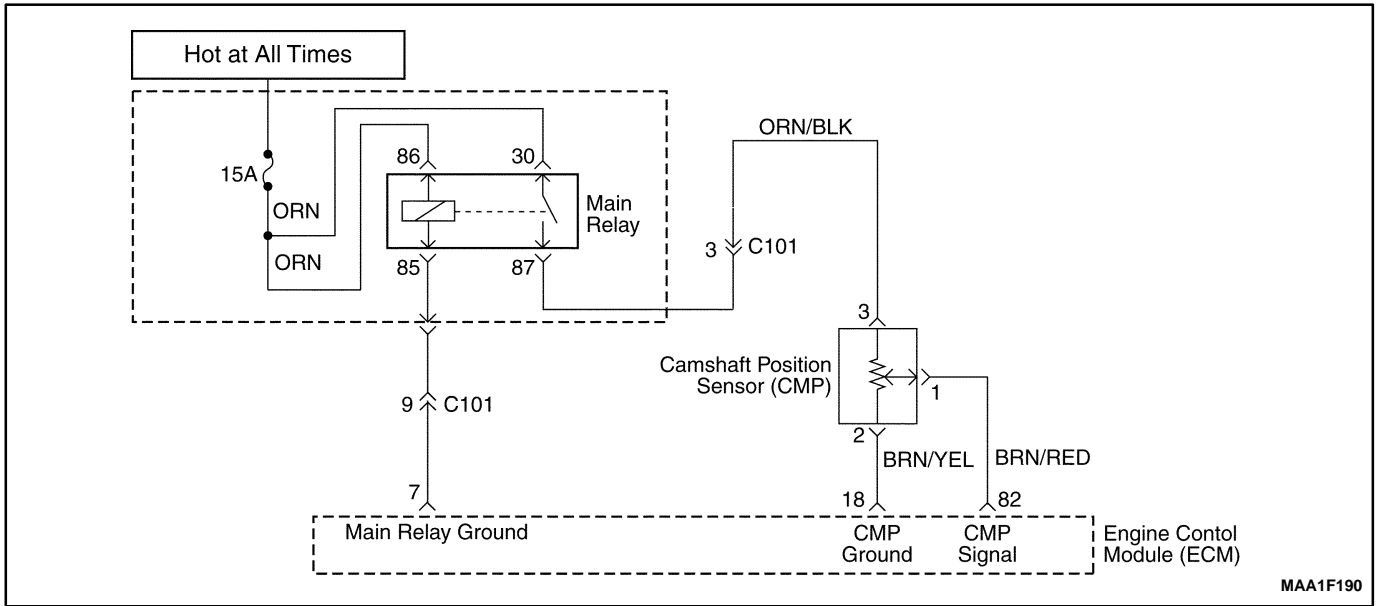 Hot at All Times
15A
ORN
ORN
86
30
Main
Relay
85
87
ORN/BLK
3
C101
9
C101
3
Camshaft Position
Sensor (CMP)
1
2
BRN/YEL
BRN/RED
7
18
82
Main Relay Ground
CMP
Ground
CMP
Signal
Engine Contol
Module (ECM)
MAA1F190